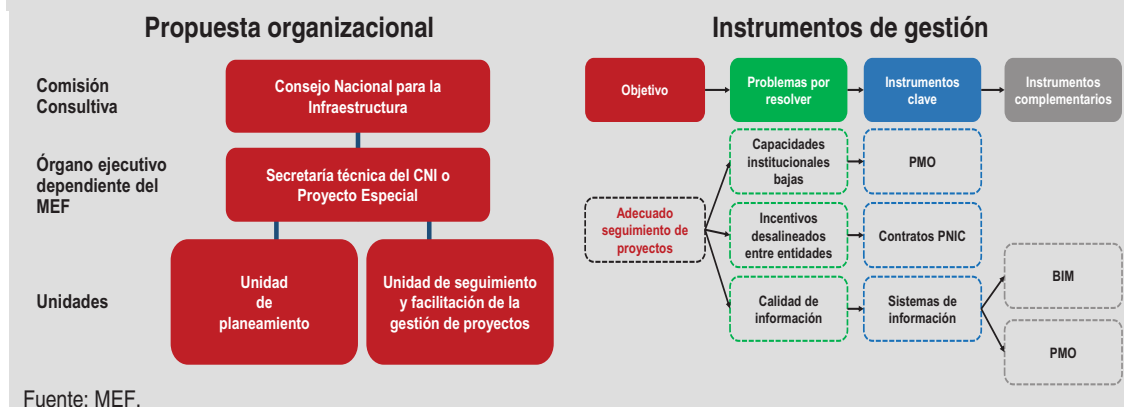 Propuesta organizacional
Comisión
Consultiva
Consejo Nacional para la
Infraestructura
Órgano ejecutivo
dependiente del
MEF
Secretaría técnica del CNI o
Proyecto Especial
Unidades
Unidad
de
planeamiento
Unidad de seguimiento
y facilitación de la
gestión de proyectos
Instrumentos de gestión
Objetivo
Problemas por
resolver
Instrumentos
clave
Instrumentos
complementarios
Adecuado
seguimiento de
proyectos
Capacidades
institucionales
bajas
PMO
Incentivos
desalineados
entre entidades
Contratos PNIC
Calidad de
información
Sistemas de
información
BIM
PMO
Fuente: MEF.